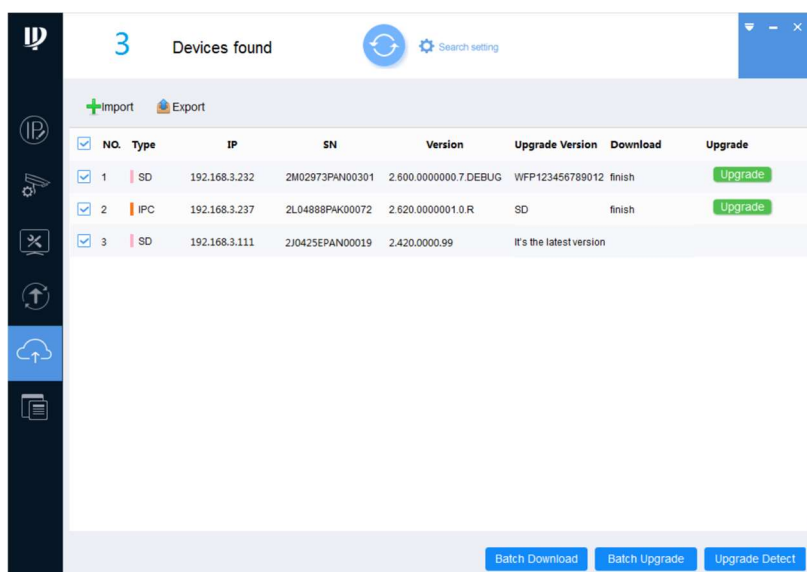 3 Devices found Search setting
Import Export
NO. Type IP SN Version Upgrade Version Download Upgrade
1 SD 192.168.3.232 2M02973PAN00301 2.600.0000000.7.DEBUG WFP123456789012 finish Upgrade
2 IPC 192.168.3.237 2L04888PAK00072 2.620.0000001.0.R SD finish Upgrade
3 SD 192.168.3.111 2J0425EPAN00019 2.420.0000.99 It's the latest version
Batch Download Batch Upgrade Upgrade Detect